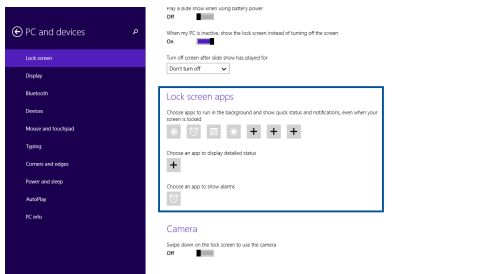 PC and devices
Lock screen
Display
Bluetooth
Devices
Mouse and touchpad
Typing
Corners and edges
Power and sleep
AutoPlay
PC info
Play a slide show when using battery power
Off
When my PC is inactive, show the lock screen instead of turning off the screen
On
Turn off screen after slide show has played for
Don't turn off
Lock screen apps
Choose apps to run in the background and show quick status and notifications, even when your
screen is locked
Choose an app to display detailed status
Choose an app to show alarms
Camera
Swipe down on the lock screen to use the camera
Off